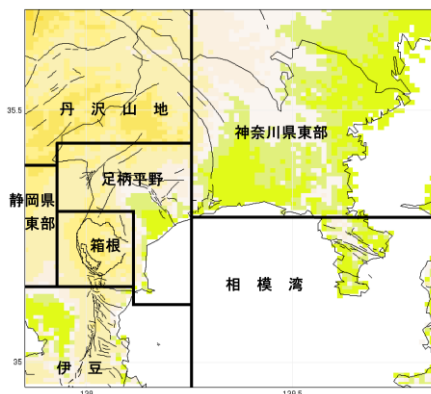 35.5
丹 沢 山 地
神奈川県東部
足柄平野
静岡県
東部
箱根
相 模 湾
35
伊 豆
139
139.5